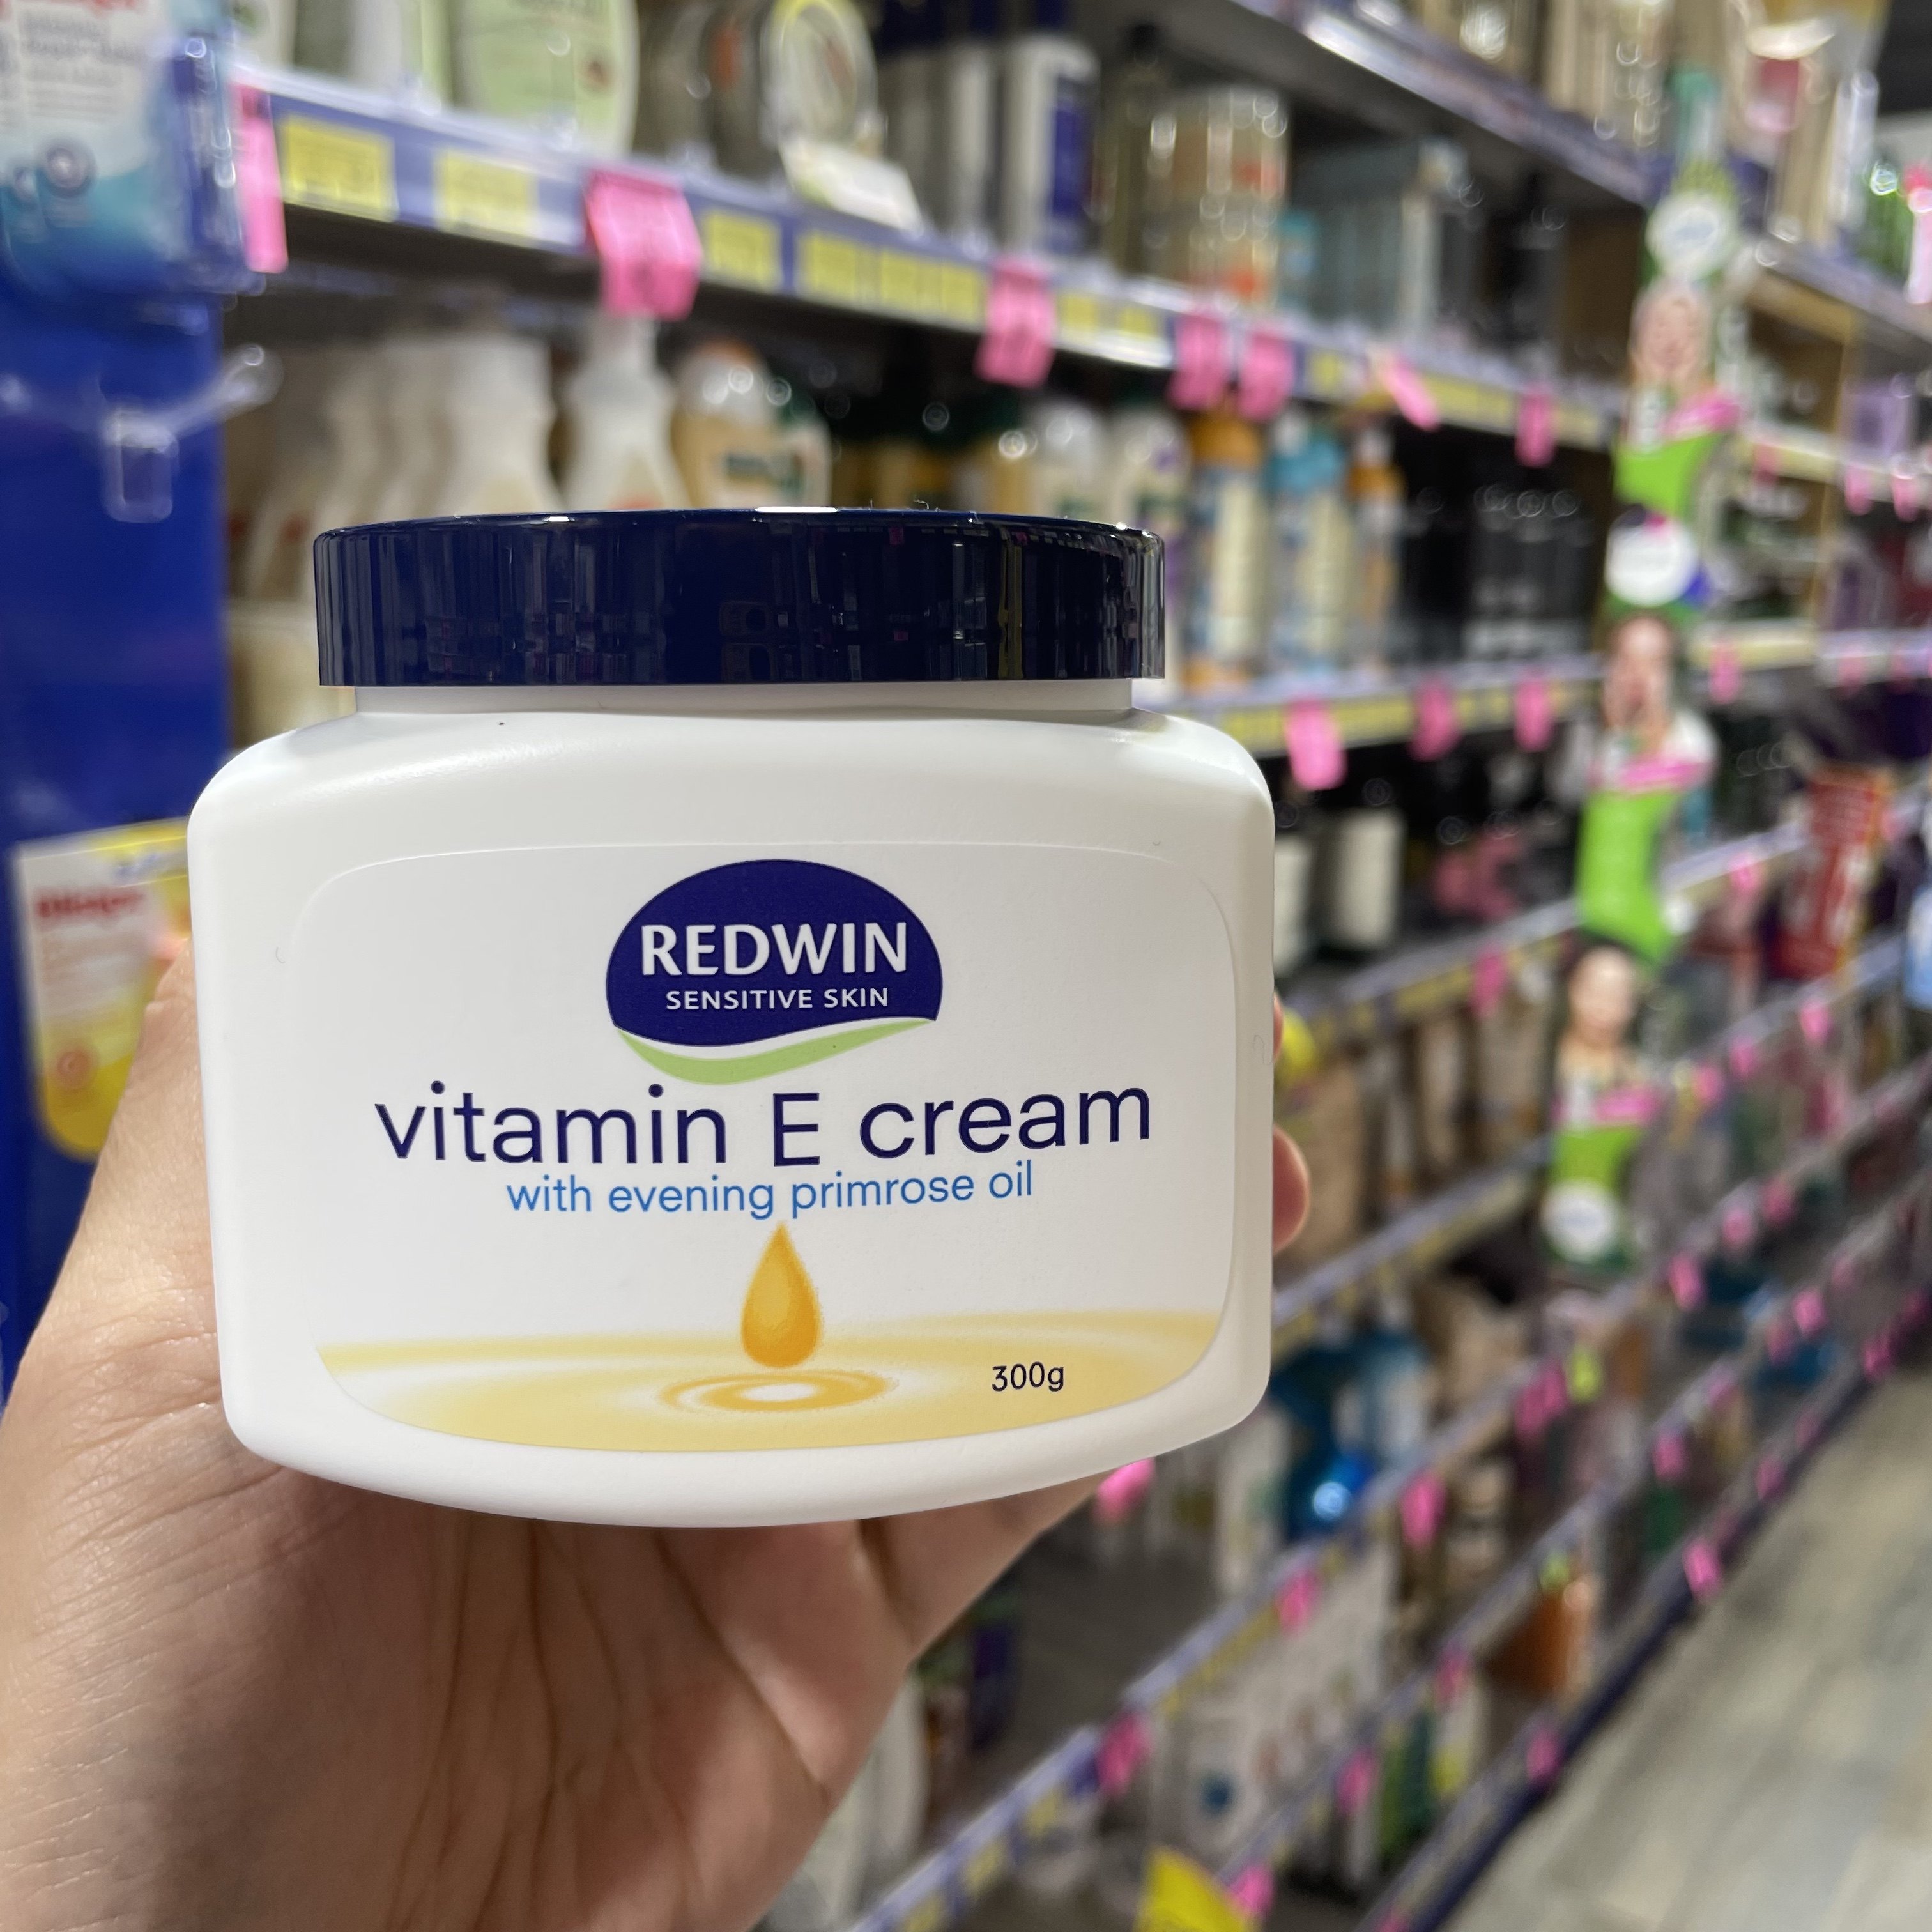 REDWIN
SENSITIVE SKIN
vitamin E cream
with evening primrose oil
300g